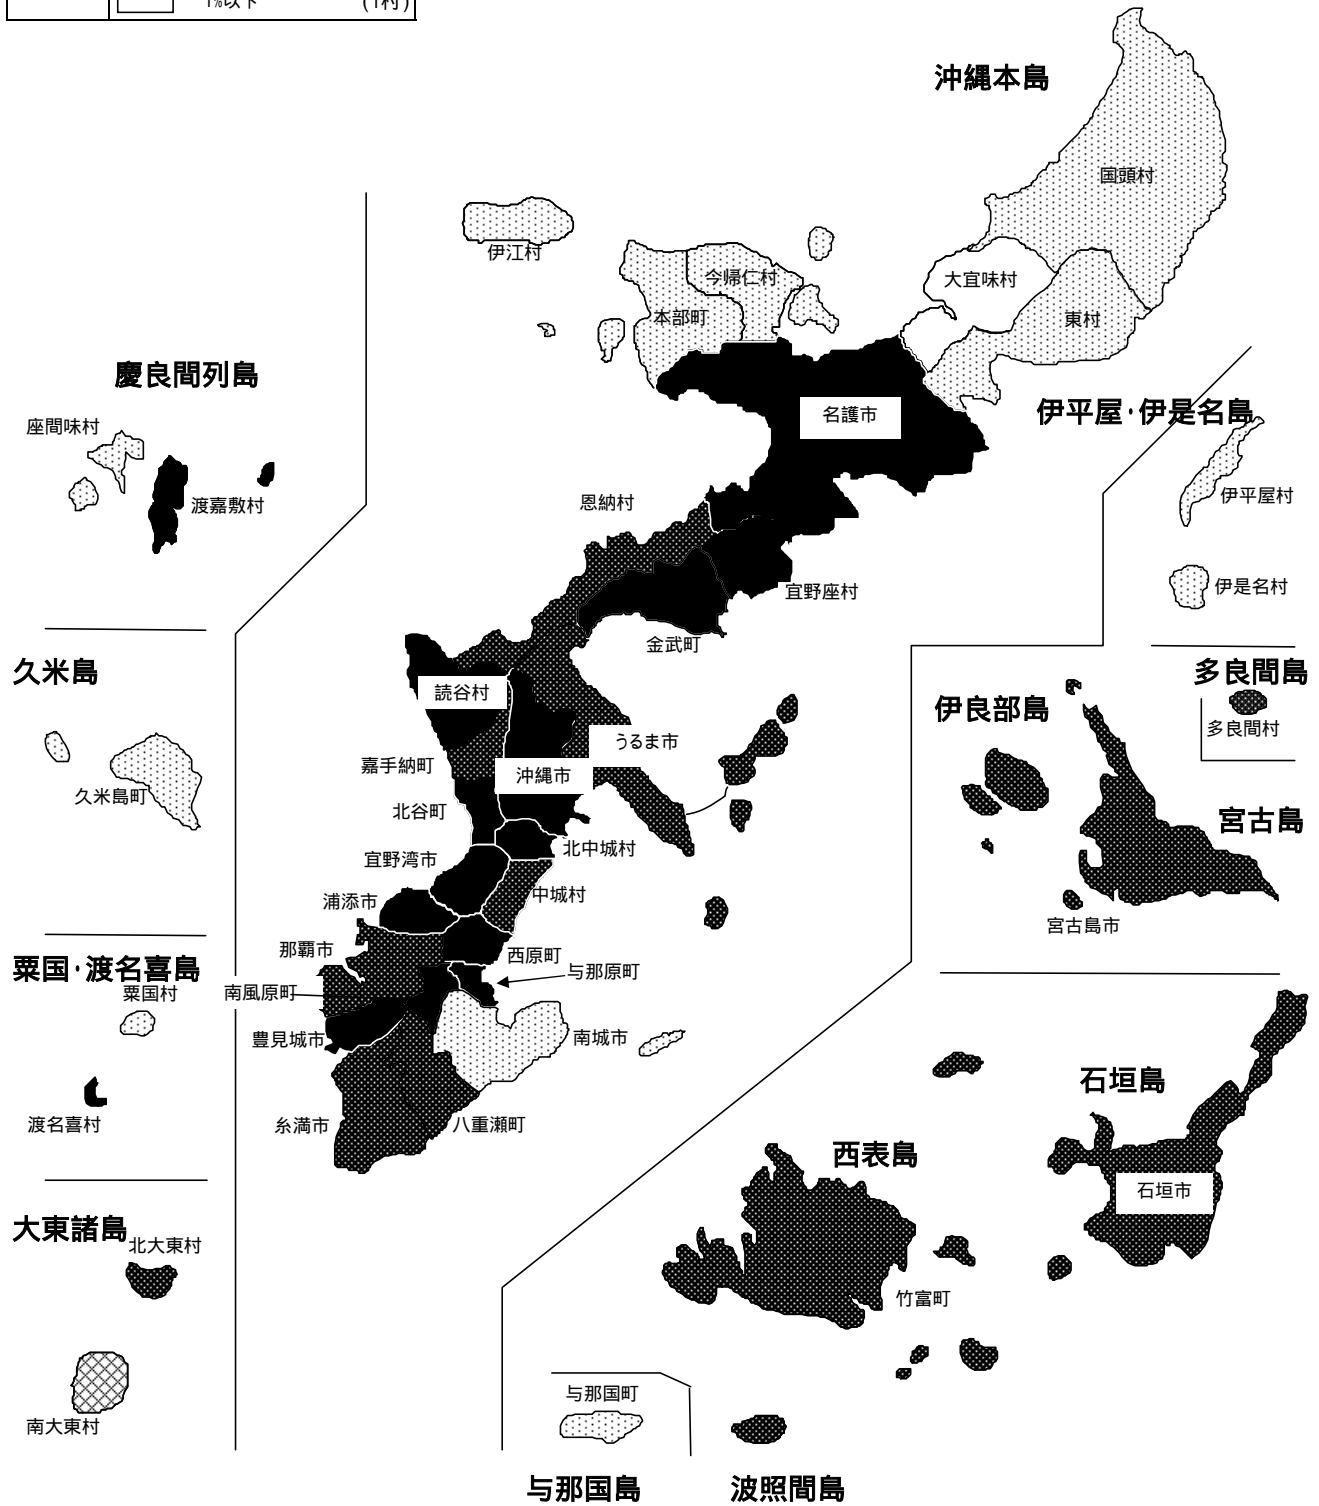 1%以下 (1村)
沖縄本島
国頭村
伊江村
今帰仁村
大宜味村
本部町
東村
慶良間列島
伊平屋・伊是名島
名護市
座間味村
渡嘉敷村
恩納村
伊平屋村
伊是名村
宜野座村
金武町
久米島
多良間島
読谷村
伊良部島
多良間村
うるま市
嘉手納町
沖縄市
久米島町
北谷町
宮古島
北中城村
宜野湾市
中城村
浦添市
宮古島市
那覇市
西原町
粟国・渡名喜島
与那原町
粟国村
南風原町
豊見城市
南城市
石垣島
渡名喜村
糸満市
八重瀬町
西表島
石垣市
大東諸島
北大東村
竹富町
与那国町
南大東村
与那国島
波照間島